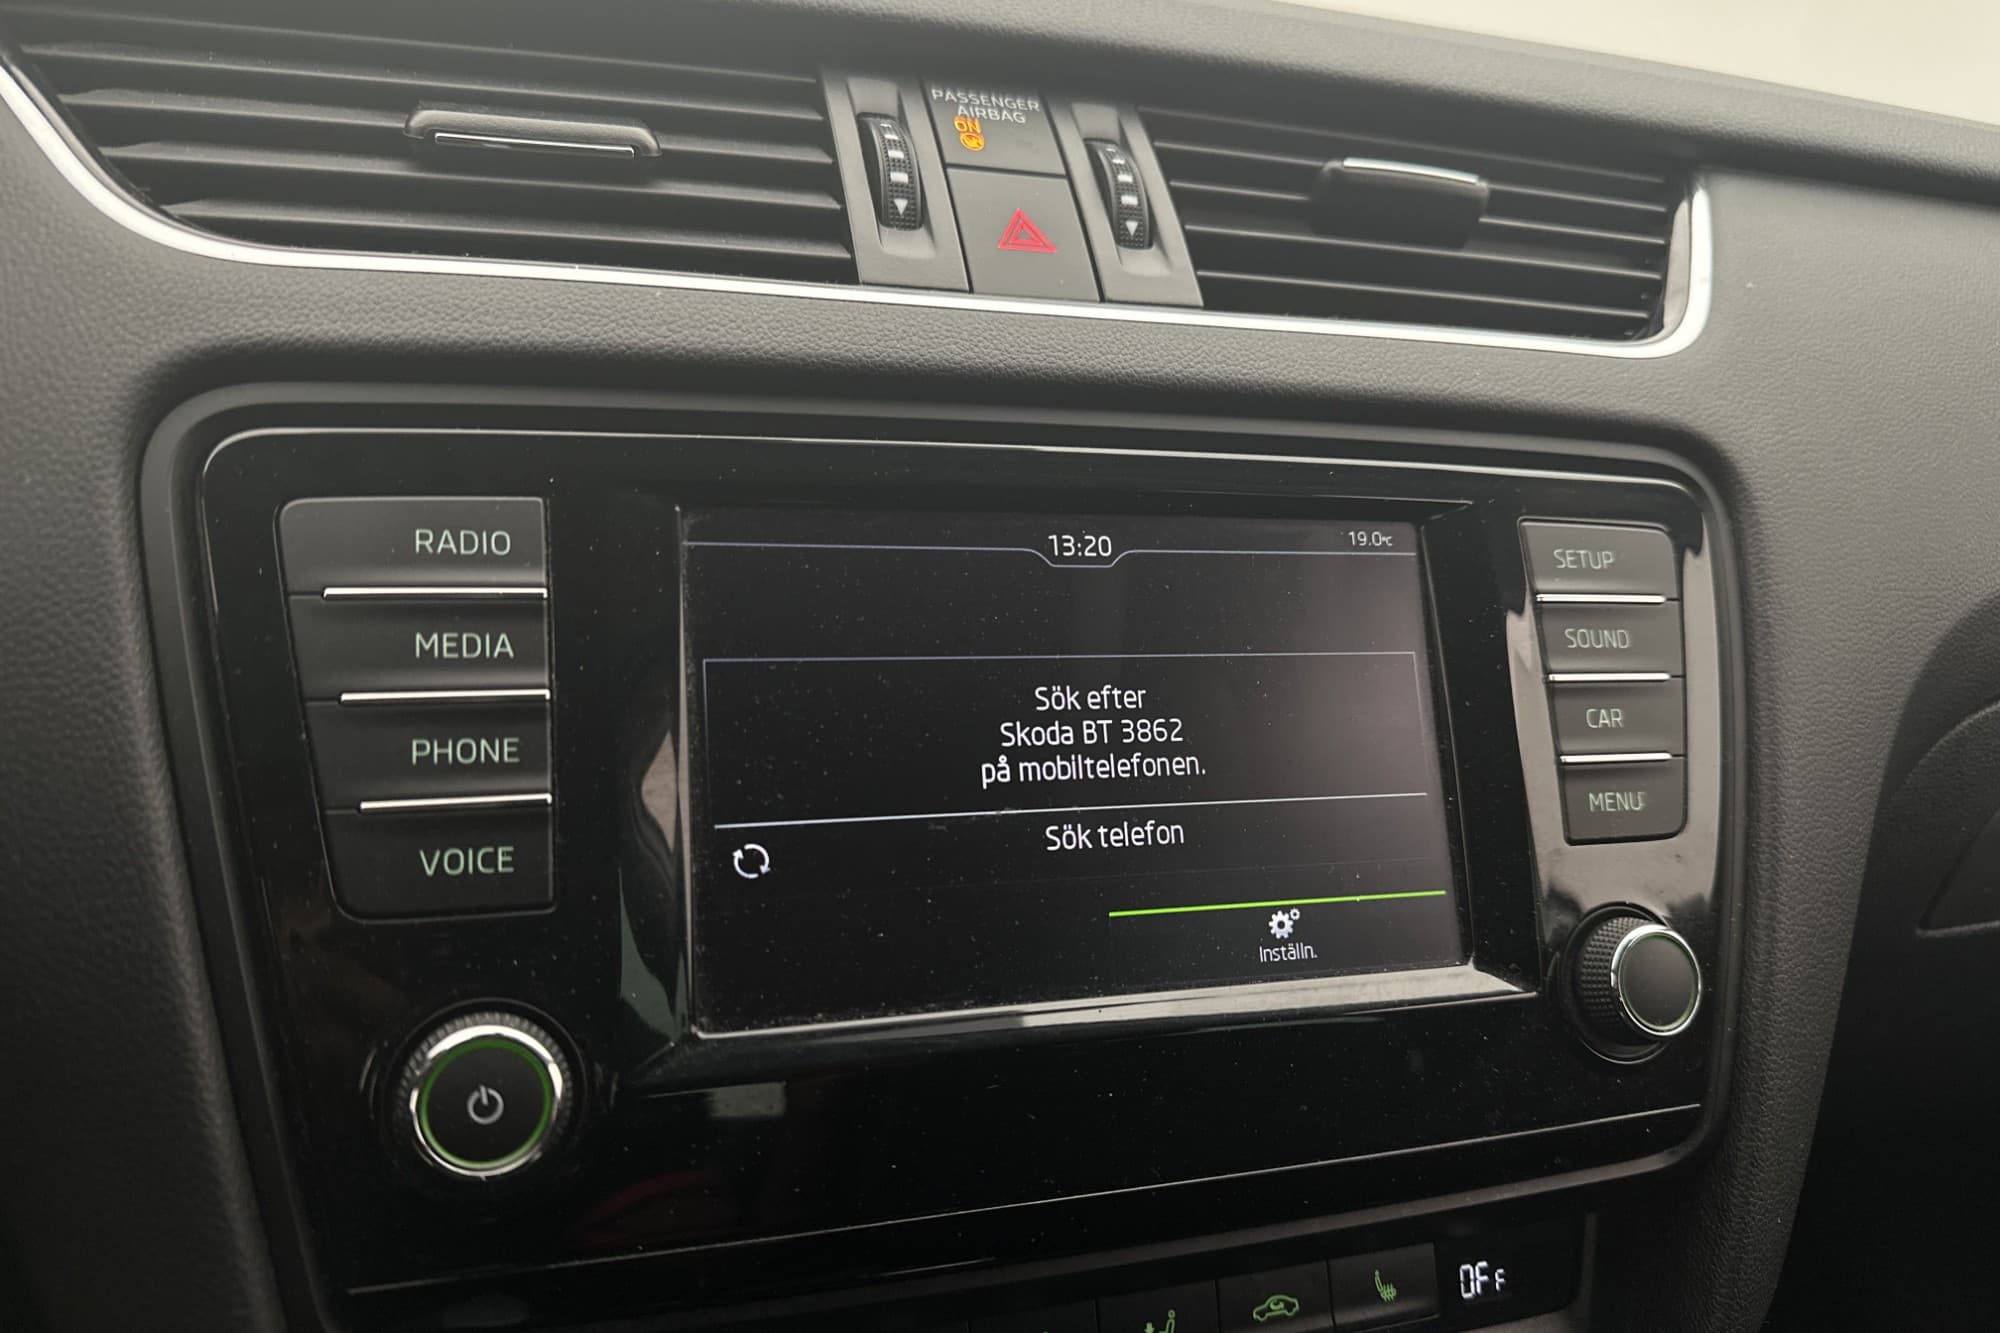 PASSENGER
AIRBAG
ON
RADIO
MEDIA
PHONE
VOICE
13:20
19.0°C
Sök efter
Skoda BT 3862
på mobiltelefonen.
Sök telefon
Inställn.
SETUP
SOUND
CAR
MENU
OFF